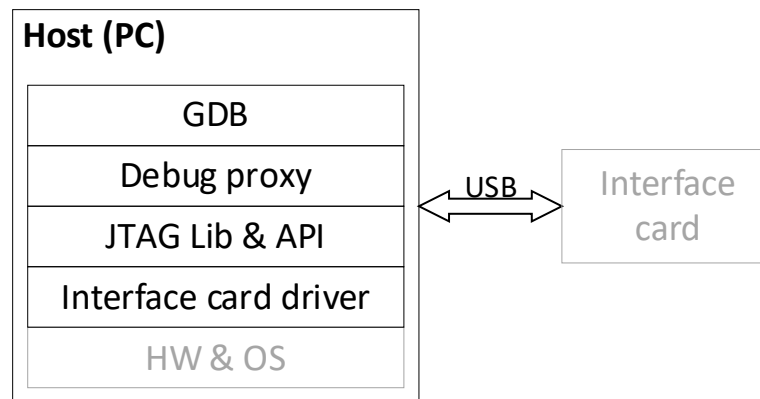 Host (PC)
GDB
Debug proxy
JTAG Lib & API
Interface card driver
HW & OS
USB
Interface
card